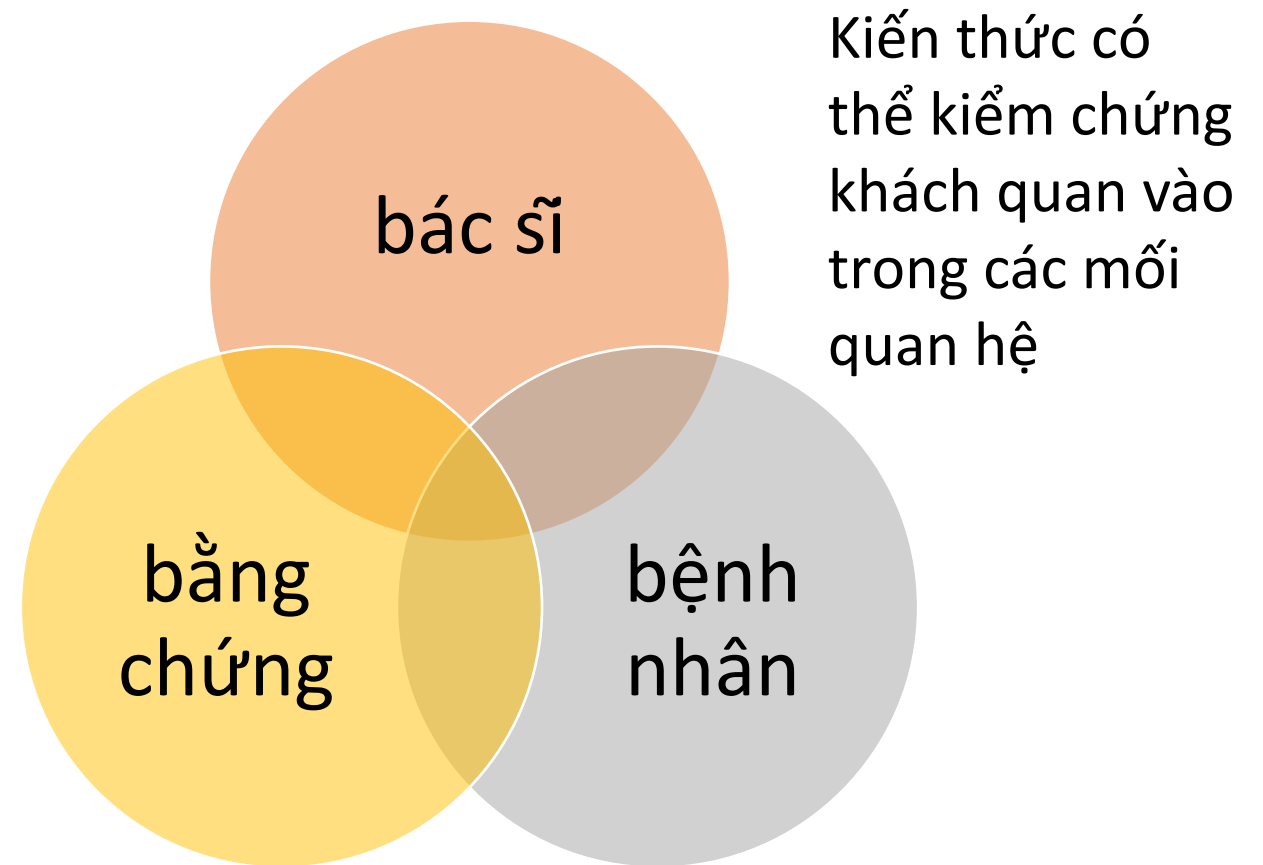 Kiến thức có
thể kiểm chứng
khách quan vào
trong các mối
quan hệ
bác sĩ
bằng
chứng
bệnh
nhân